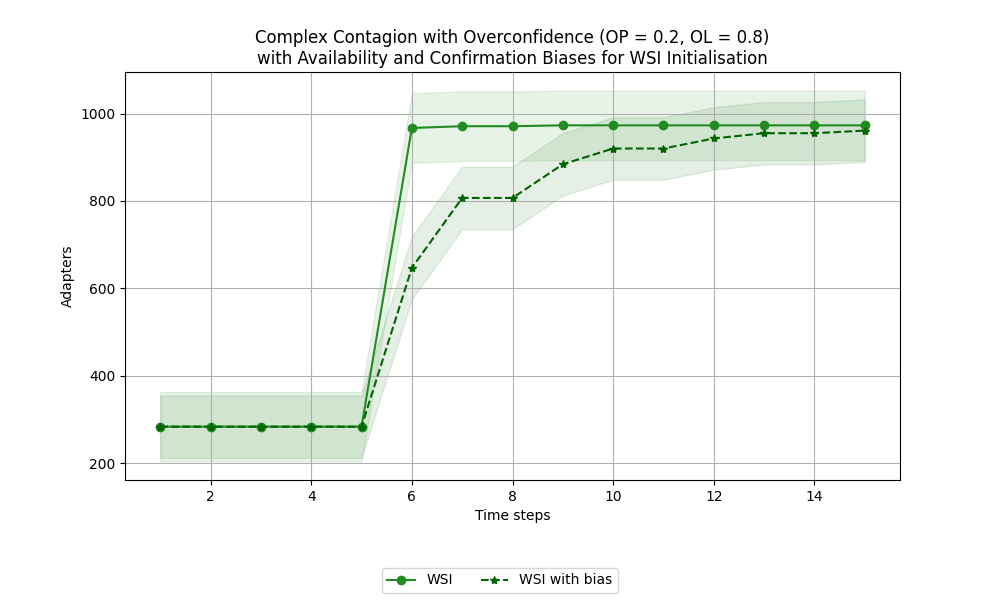 Complex Contagion with Overconfidence (OP = 0.2, OL = 0.8)
with Availability and Confirmation Biases for WSI Initialisation
1000
800
600
400
200
Adapters
2 4 6 8 10 12 14
Time steps
WSI WSI with bias